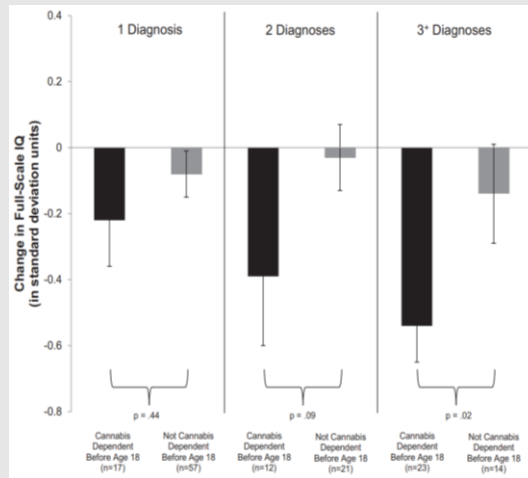 1 Diagnosis
2 Diagnoses
3+ Diagnoses
Change in Full-Scale IQ
(in standard deviation units)
0.4
0.2
0
-0.2
-0.4
-0.6
-0.8
p = .44
p = .09
p = .02
Cannabis
Dependent
Before Age 18
(n=17)
Not Cannabis
Dependent
Before Age 18
(n=57)
Cannabis
Dependent
Before Age 18
(n=12)
Not Cannabis
Dependent
Before Age 18
(n=21)
Cannabis
Dependent
Before Age 18
(n=23)
Not Cannabis
Dependent
Before Age 18
(n=14)